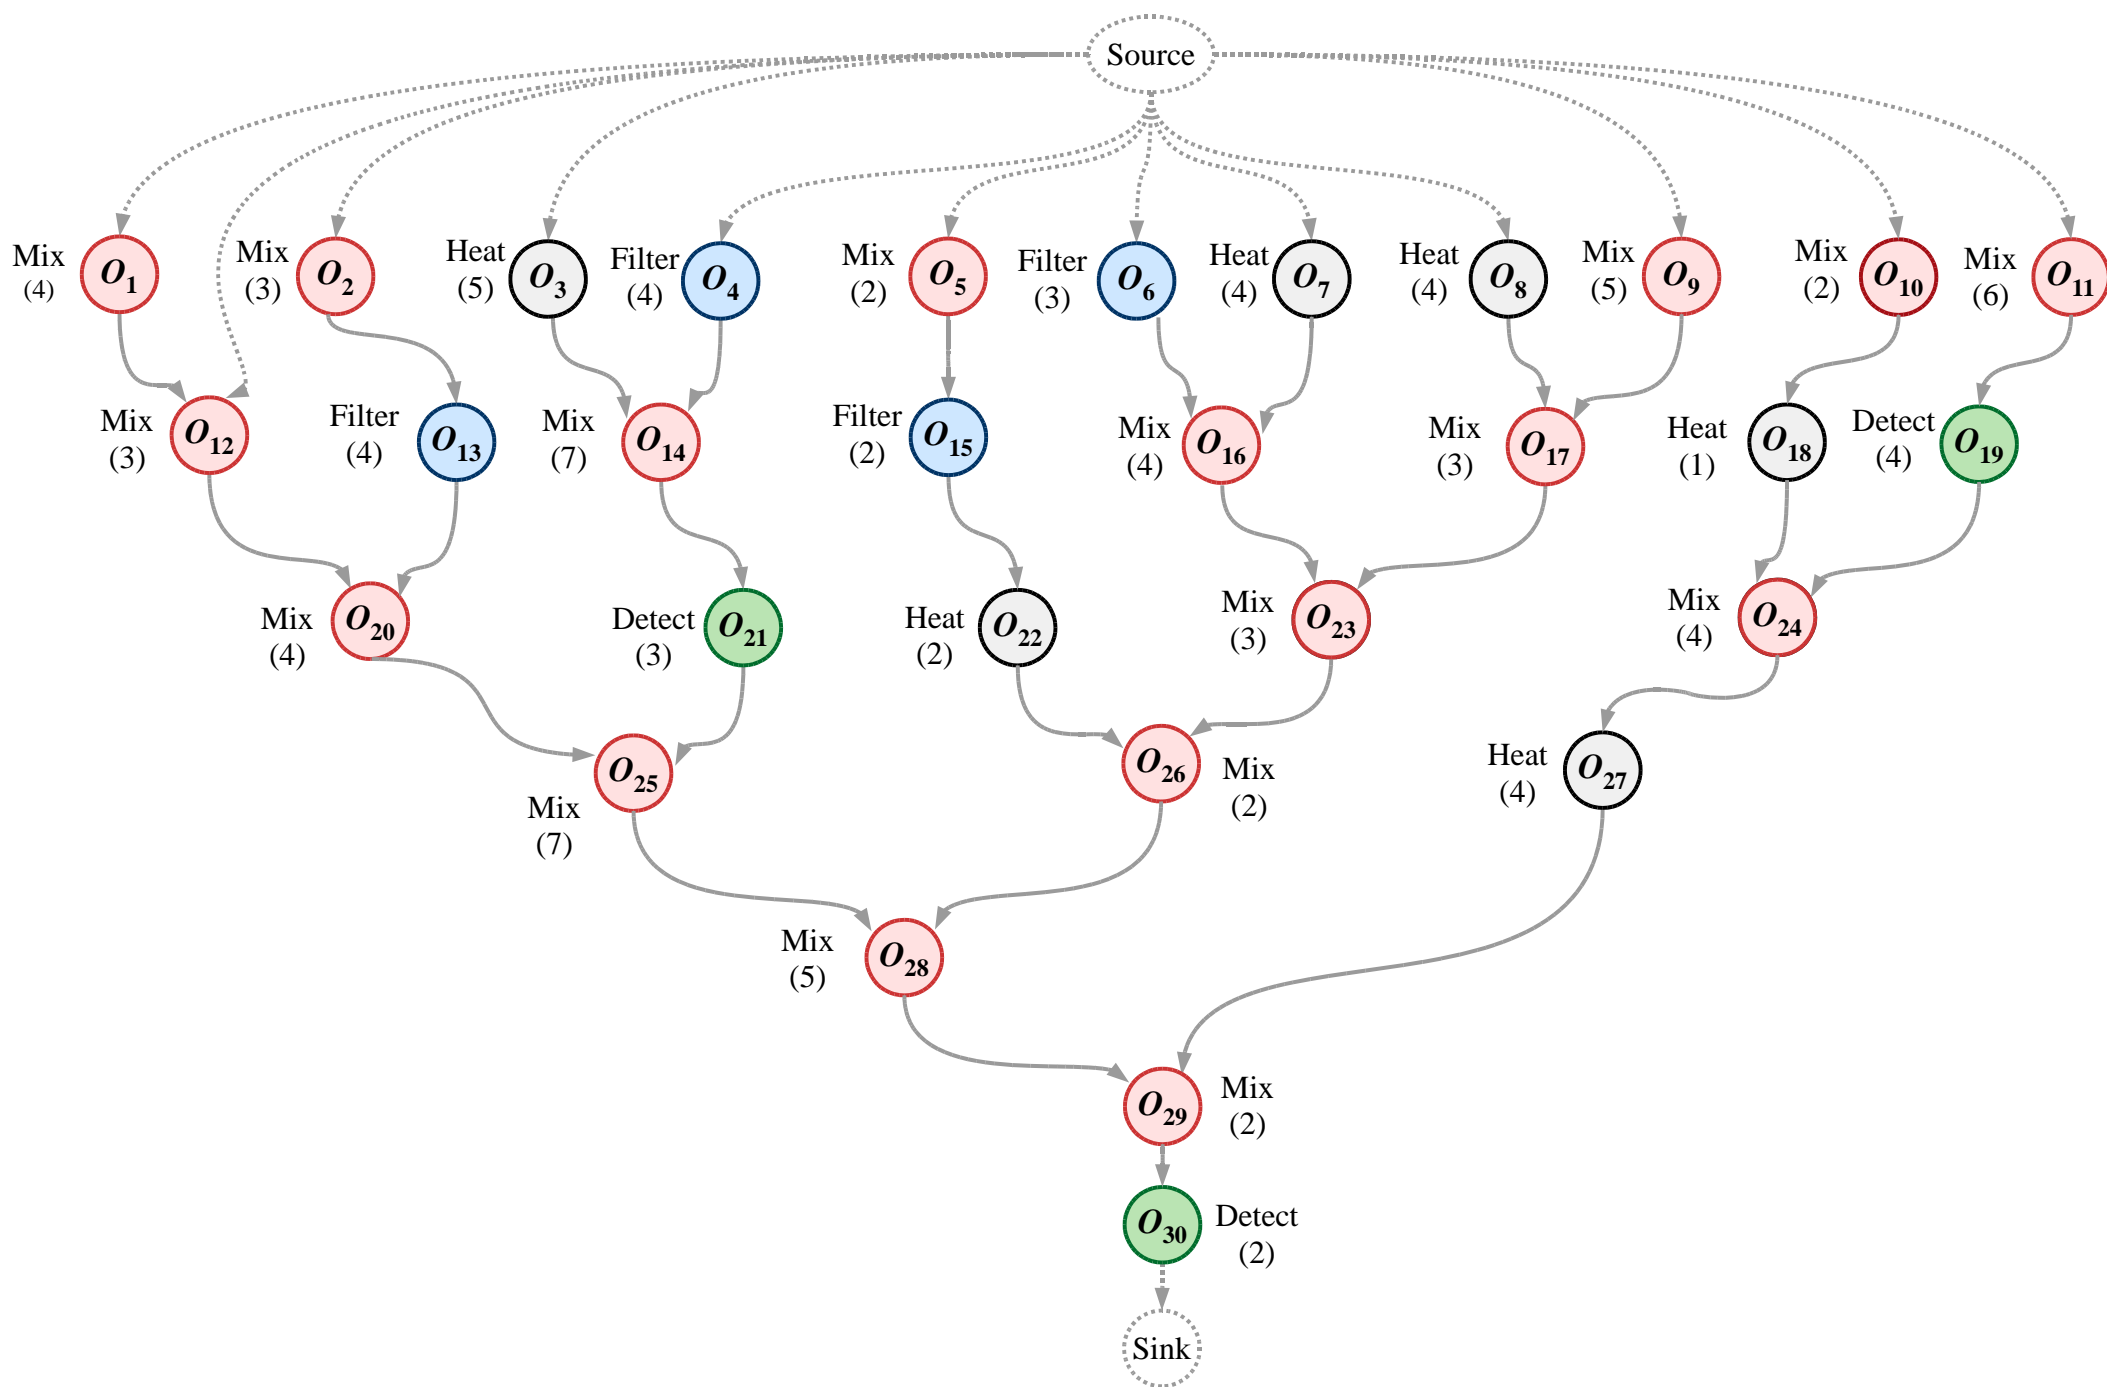 Source
Mix
(4)
O1
Mix
(3)
O2
Heat
(5)
O3
Filter
(4)
O4
Mix
(2)
O5
Filter
(3)
O6
Heat
(4)
O7
Heat
(4)
O8
Mix
(5)
O9
Mix
(2)
O10
Mix
(6)
O11
Mix
(3)
O12
Filter
(4)
O13
Mix
(7)
O14
Filter
(2)
O15
Mix
(4)
O16
Mix
(3)
O17
Heat
(1)
O18
Detect
(4)
O19
Mix
(4)
O20
Detect
(3)
O21
Heat
(2)
O22
Mix
(3)
O23
Mix
(4)
O24
O25
Mix
(7)
O26
Mix
(2)
Heat
(4)
O27
Mix
(5)
O28
O29
Mix
(2)
O30
Detect
(2)
Sink